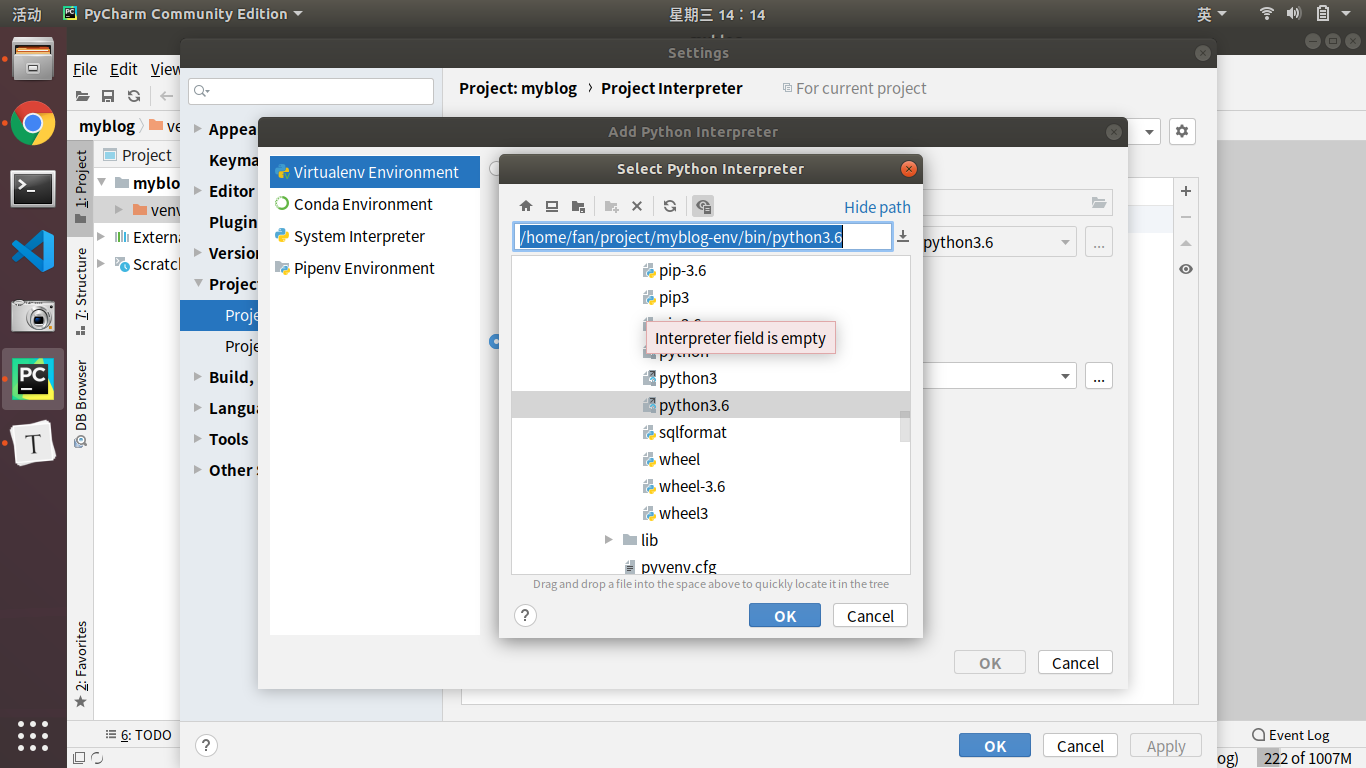 活动 PyCharm Community Edition 星期三 14：14 英
Settings
File Edit View
Project: myblog › Project Interpreter For current project
myblog
Appea
Keyma
Editor
Plugin
Version
Project
Proje
Proje
Build,
Langua
Tools
Other
Project
myblo
venv
Externa
Scratch
1: Project
7: Structure
DB Browser
2: Favorites
Add Python Interpreter
Virtualenv Environment
Conda Environment
System Interpreter
Pipenv Environment
python3.6
...
...
Select Python Interpreter
Hide path
/home/fan/project/myblog-env/bin/python3.6
pip-3.6
pip3
Interpreter field is empty
python
python3
python3.6
sqlformat
wheel
wheel-3.6
wheel3
lib
pyvenv.cfg
Drag and drop a file into the space above to quickly locate it in the tree
? OK Cancel
OK Cancel
? OK Cancel Apply
6: TODO
Event Log
og) 222 of 1007M